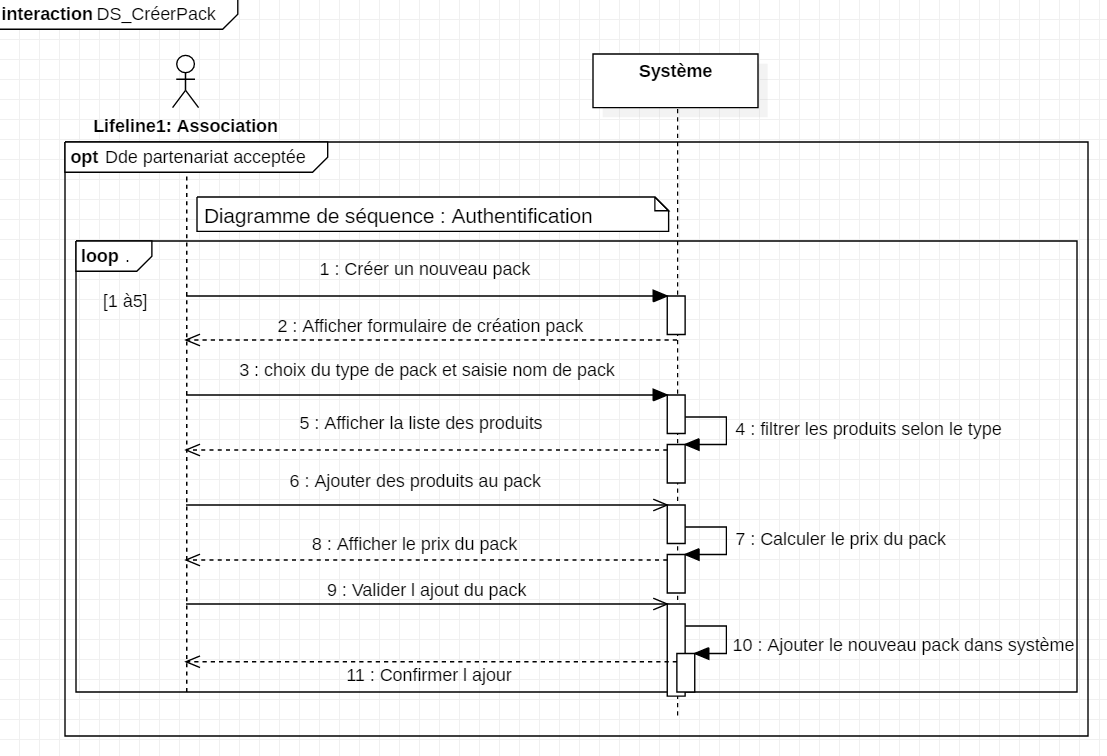 interaction DS_CréerPack
Système
Lifeline1: Association
opt Dde partenariat acceptée
Diagramme de séquence : Authentification
loop .
1 : Créer un nouveau pack
[1 à5]
2 : Afficher formulaire de création pack
3 : choix du type de pack et saisie nom de pack
5 : Afficher la liste des produits
4 : filtrer les produits selon le type
6 : Ajouter des produits au pack
8 : Afficher le prix du pack
7 : Calculer le prix du pack
9 : Valider l ajout du pack
10 : Ajouter le nouveau pack dans système
11 : Confirmer l ajour